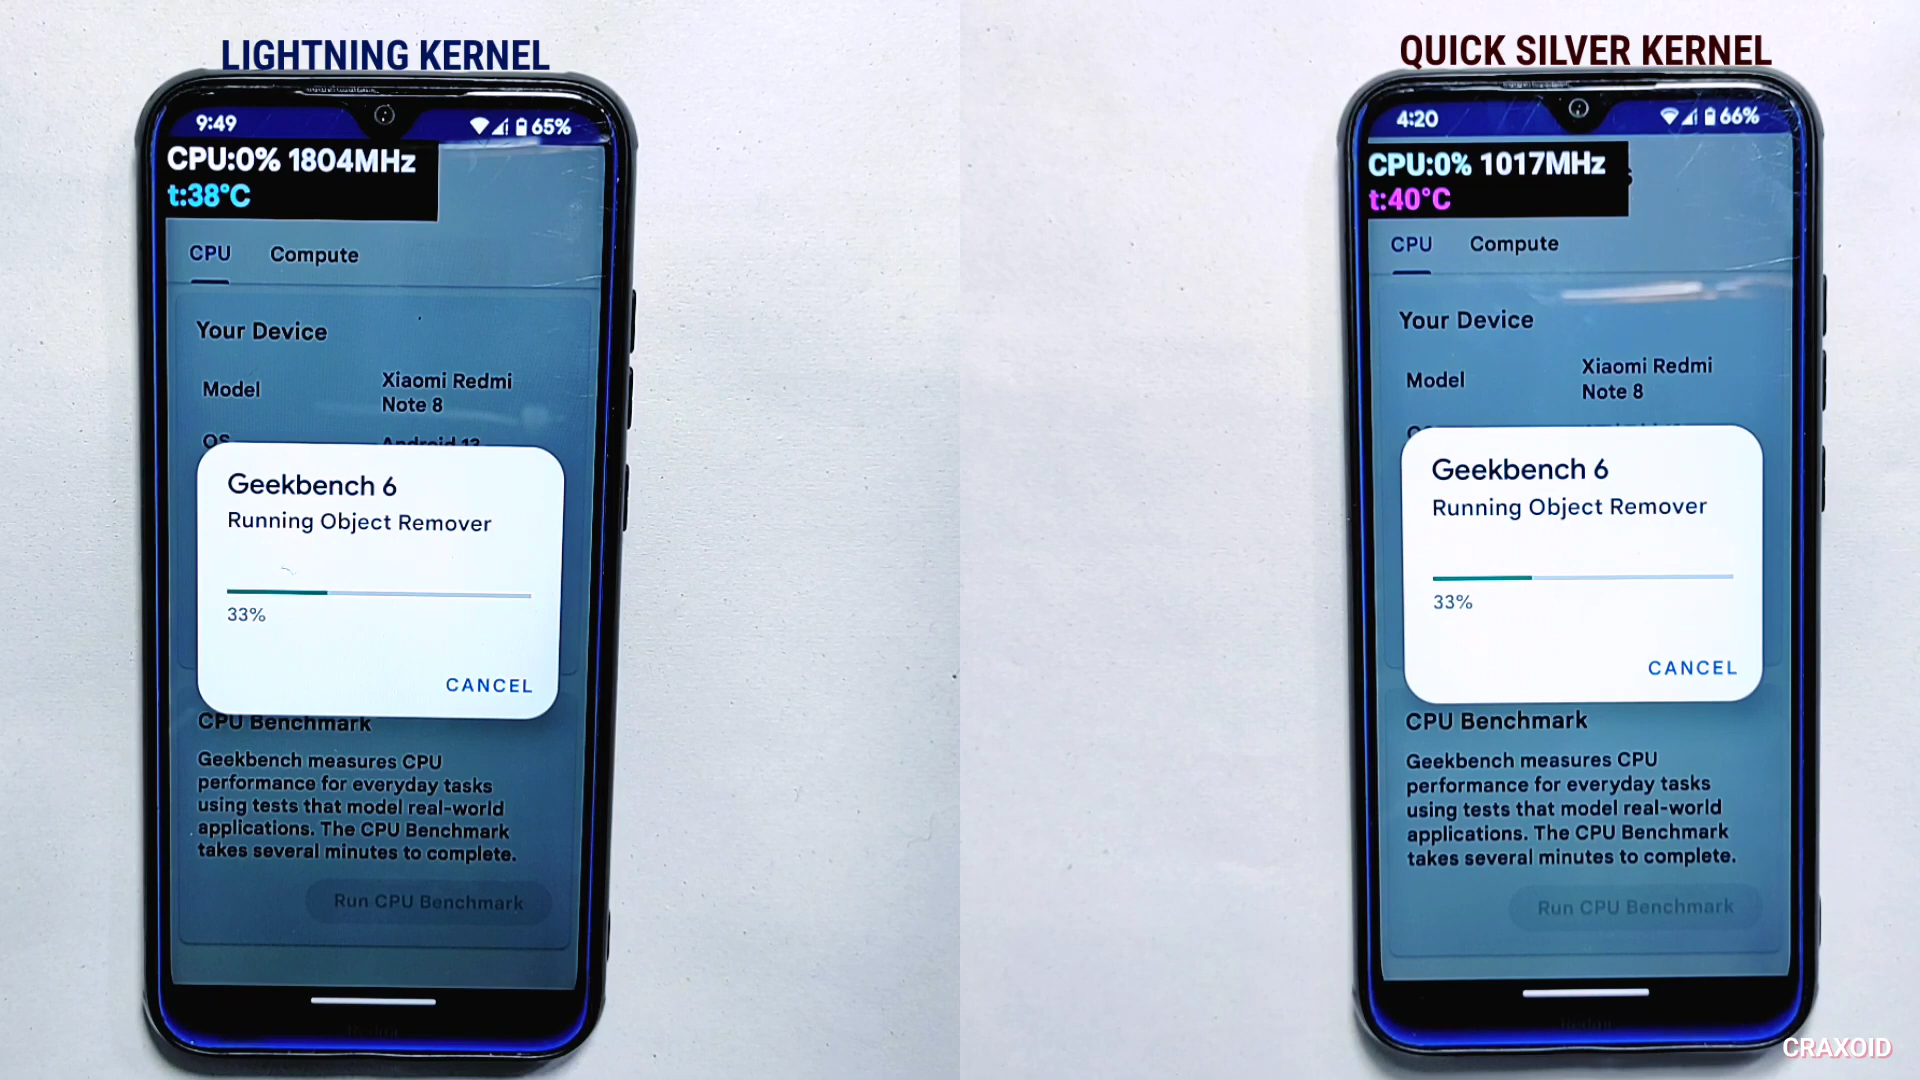 LIGHTNING KERNEL
9:49
65%
CPU:0% 1804MHz
t:38°C
CPU
Compute
Your Device
Model
Xiaomi Redmi
Note 8
OS
Android 13
Geekbench 6
Running Object Remover
33%
CANCEL
CPU Benchmark
Geekbench measures CPU
performance for everyday tasks
using tests that model real-world
applications. The CPU Benchmark
takes several minutes to complete.
Run CPU Benchmark
QUICK SILVER KERNEL
4:20
66%
CPU:0% 1017MHz
t:40°C
CPU
Compute
Your Device
Model
Xiaomi Redmi
Note 8
Geekbench 6
Running Object Remover
33%
CANCEL
CPU Benchmark
Geekbench measures CPU
performance for everyday tasks
using tests that model real-world
applications. The CPU Benchmark
takes several minutes to complete.
Run CPU Benchmark
Redmi
CRAXOID